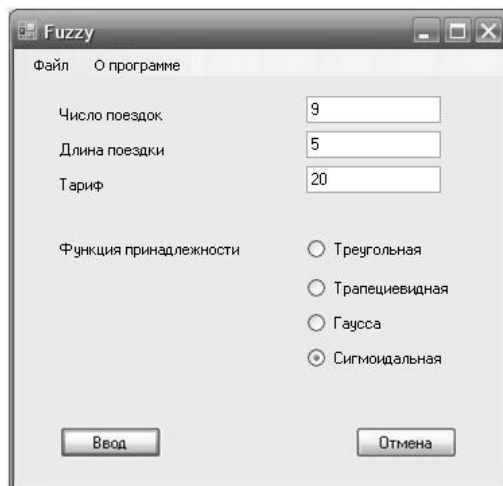 Fuzzy
Файл О программе
Число поездок 9
Длина поездки 5
Тариф 20
Функция принадлежности Треугольная
Трапециевидная
Гаусса
Сигмоидальная
Ввод Отмена